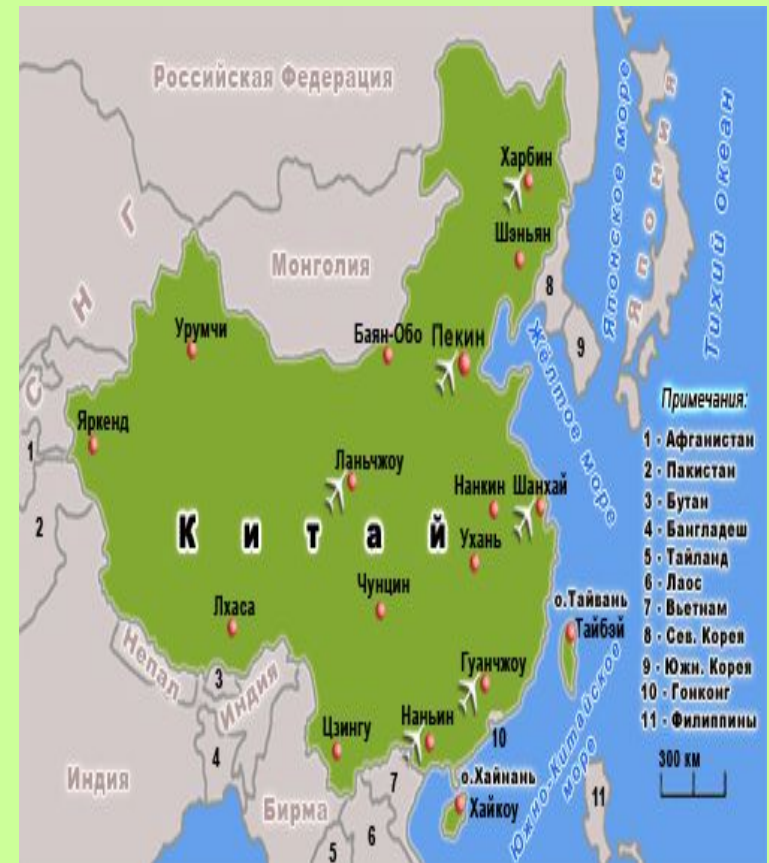 Российская Федерация
С Н Г
Монголия
Харбин
Шэньян
Урумчи
Баян-Обо
Пекин
8
9
Японское море
Япония
Тихий океан
Жёлтое море
Яркенд
1
2
Ланьчжоу
Нанкин
Шанхай
Китай
Ухань
Чунцин
Лхаса
о.Тайвань
Тайбэй
Непал
3
Индия
Гуанчжоу
Цзингу
Наньин
10
4
Индия
Бирма
7
о.Хайнань
Хайкоу
Южно-Китайское море
11
5
6
Примечания:
1 - Афганистан
2 - Пакистан
3 - Бутан
4 - Бангладеш
5 - Тайланд
6 - Лаос
7 - Вьетнам
8 - Сев. Корея
9 - Южн. Корея
10 - Гонконг
11 - Филиппины
300 км